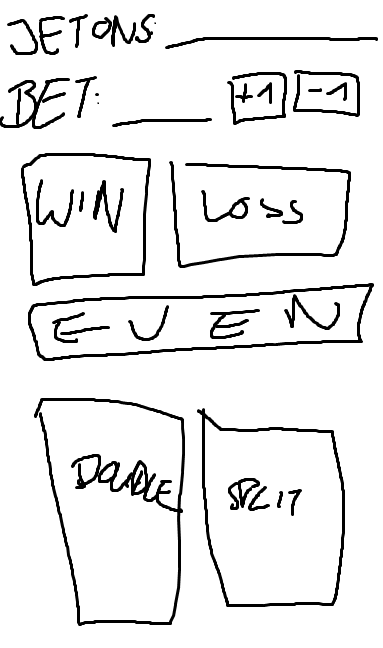 JETONS:
BET: +1 -1
WIN LOSS
EVEN
DOUBLE SPLIT